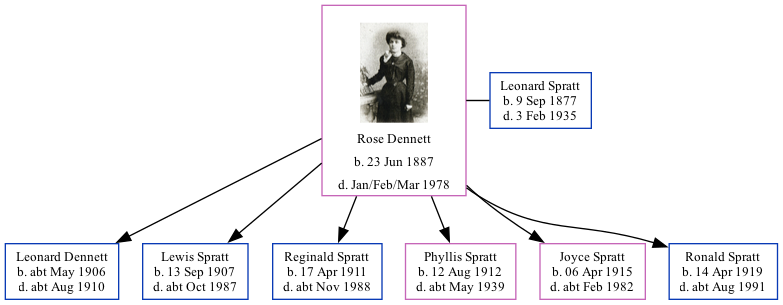 Rose Dennett
b. 23 Jun 1887
d. Jan/Feb/Mar 1978
Leonard Spratt
b. 9 Sep 1877
d. 3 Feb 1935
Leonard Dennett
b. abt May 1906
d. abt Aug 1910
Lewis Spratt
b. 13 Sep 1907
d. abt Oct 1987
Reginald Spratt
b. 17 Apr 1911
d. abt Nov 1988
Phyllis Spratt
b. 12 Aug 1912
d. abt May 1939
Joyce Spratt
b. 06 Apr 1915
d. abt Feb 1982
Ronald Spratt
b. 14 Apr 1919
d. abt Aug 1991